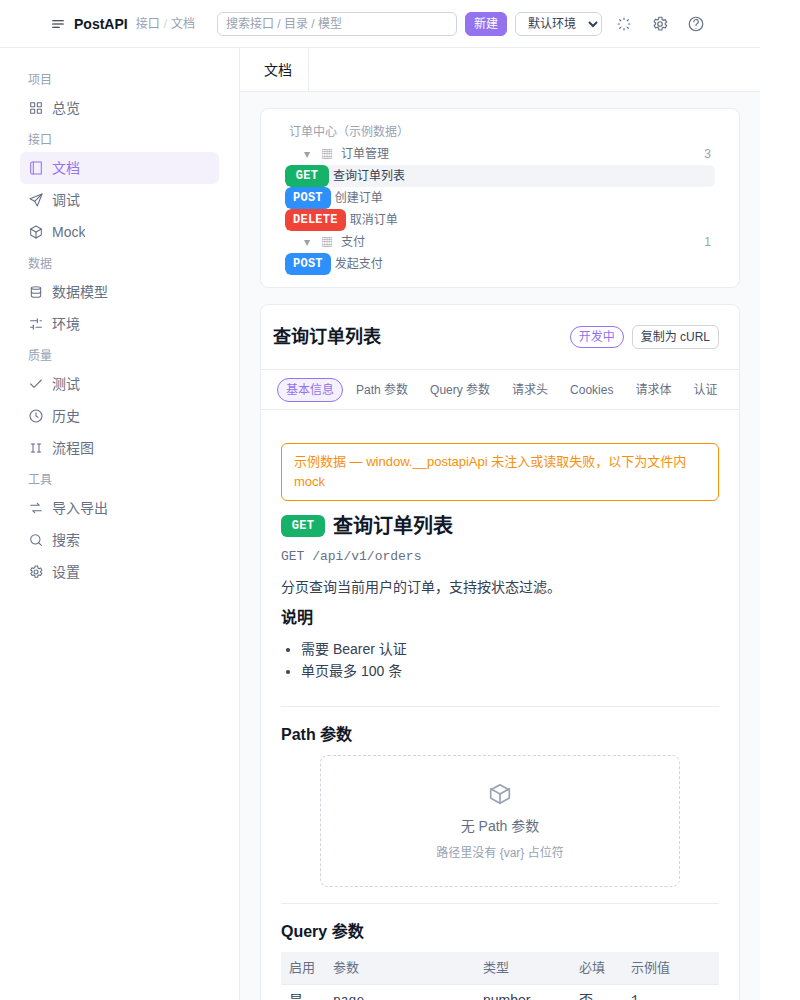 PostAPI 接口 / 文档 搜索接口 / 目录 / 模型 新建 默认环境
项目
总览
接口
文档
调试
Mock
数据
数据模型
环境
质量
测试
历史
流程图
工具
导入导出
搜索
设置
文档
订单中心（示例数据）
▾ 订单管理 3
GET 查询订单列表
POST 创建订单
DELETE 取消订单
▾ 支付 1
POST 发起支付
查询订单列表 开发中 复制为 cURL
基本信息 Path 参数 Query 参数 请求头 Cookies 请求体 认证
示例数据 — window.__postapiApi 未注入或读取失败，以下为文件内
mock
GET 查询订单列表
GET /api/v1/orders
分页查询当前用户的订单，支持按状态过滤。
说明
• 需要 Bearer 认证
• 单页最多 100 条
Path 参数
无 Path 参数
路径里没有 {var} 占位符
Query 参数
启用 参数 类型 必填 示例值
是 page number 否 1